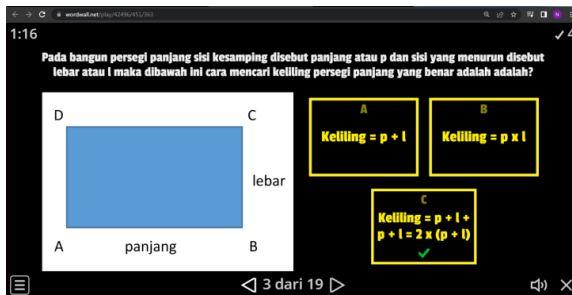 wordwall.net/play/42496/451/363
1:16
Pada bangun persegi panjang sisi kesamping disebut panjang atau p dan sisi yang menurun disebut
lebar atau l maka dibawah ini cara mencari keliling persegi panjang yang benar adalah adalah?
D
C
lebar
A
panjang
B
A
Keliling = p + l
B
Keliling = p x l
C
Keliling = p + l +
p + l = 2 x (p + l)
3 dari 19